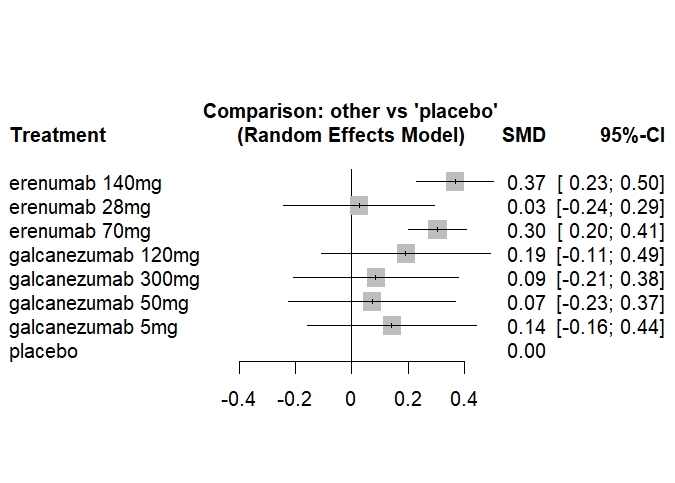 Comparison: other vs 'placebo'
Treatment (Random Effects Model) SMD 95%-CI
erenumab 140mg 0.37 [ 0.23; 0.50]
erenumab 28mg 0.03 [-0.24; 0.29]
erenumab 70mg 0.30 [ 0.20; 0.41]
galcanezumab 120mg 0.19 [-0.11; 0.49]
galcanezumab 300mg 0.09 [-0.21; 0.38]
galcanezumab 50mg 0.07 [-0.23; 0.37]
galcanezumab 5mg 0.14 [-0.16; 0.44]
placebo 0.00
-0.4 -0.2 0 0.2 0.4